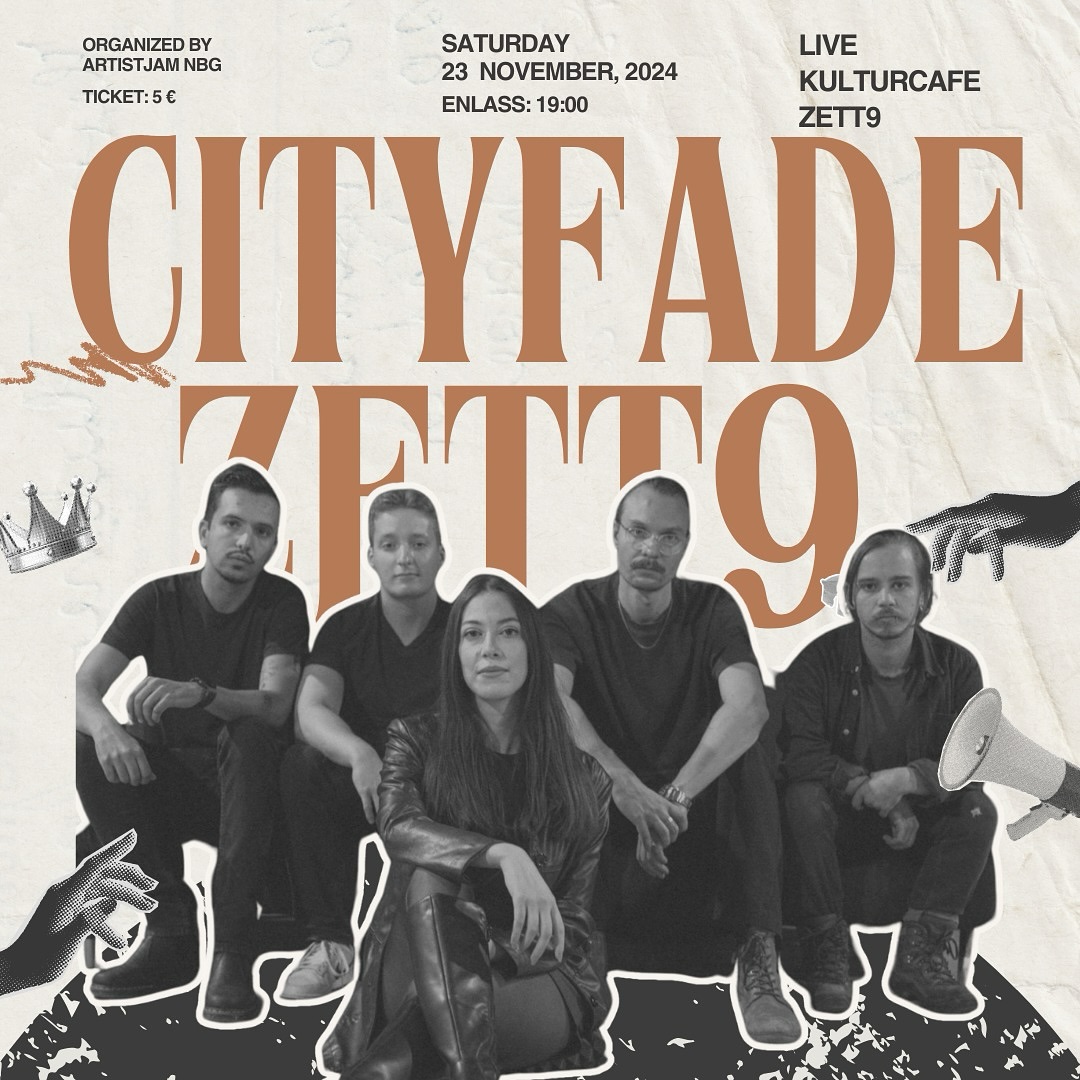 ORGANIZED BY
ARTISTJAM NBG
TICKET: 5 €
SATURDAY
23 NOVEMBER, 2024
ENLASS: 19:00
LIVE
KULTURCAFE
ZETT9
CITYFADE
ZETT9